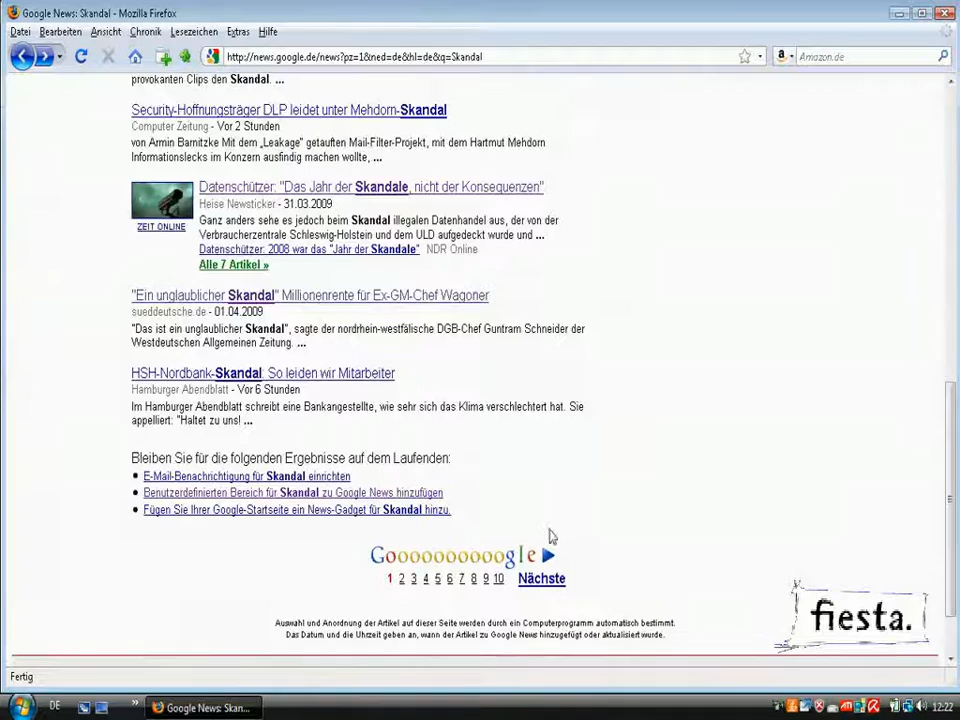 Google News: Skandal - Mozilla Firefox
Datei Bearbeiten Ansicht Chronik Lesezeichen Extras Hilfe
http://news.google.de/news?pz=1&ned=de&hl=de&q=Skandal
Amazon.de
provokanten Clips den Skandal. ...
Security-Hoffnungsträger DLP leidet unter Mehdorn-Skandal
Computer Zeitung - Vor 2 Stunden
von Armin Barnitzke Mit dem „Leakage" getauften Mail-Filter-Projekt, mit dem Hartmut Mehdorn
Informationslecks im Konzern ausfindig machen wollte, ...
Datenschützer: "Das Jahr der Skandale, nicht der Konsequenzen"
Heise Newsticker - 31.03.2009
ZEIT ONLINE
Ganz anders sehe es jedoch beim Skandal illegalen Datenhandel aus, der von der
Verbraucherzentrale Schleswig-Holstein und dem ULD aufgedeckt wurde und ...
Datenschützer: 2008 war das "Jahr der Skandale" NDR Online
Alle 7 Artikel »
"Ein unglaublicher Skandal" Millionenrente für Ex-GM-Chef Wagoner
sueddeutsche.de - 01.04.2009
"Das ist ein unglaublicher Skandal", sagte der nordrhein-westfälische DGB-Chef Guntram Schneider der
Westdeutschen Allgemeinen Zeitung. ...
HSH-Nordbank-Skandal: So leiden wir Mitarbeiter
Hamburger Abendblatt - Vor 6 Stunden
Im Hamburger Abendblatt schreibt eine Bankangestellte, wie sehr sich das Klima verschlechtert hat. Sie
appelliert: "Haltet zu uns! ...
Bleiben Sie für die folgenden Ergebnisse auf dem Laufenden:
E-Mail-Benachrichtigung für Skandal einrichten
Benutzerdefinierten Bereich für Skandal zu Google News hinzufügen
Fügen Sie Ihrer Google-Startseite ein News-Gadget für Skandal hinzu.
Goooooooooogle
1 2 3 4 5 6 7 8 9 10 Nächste
fiesta.
Auswahl und Anordnung der Artikel auf dieser Seite werden durch ein Computerprogramm automatisch bestimmt.
Das Datum und die Uhrzeit geben an, wann der Artikel zu Google News hinzugefügt oder aktualisiert wurde.
Fertig
DE
Google News: Skan...
12:22